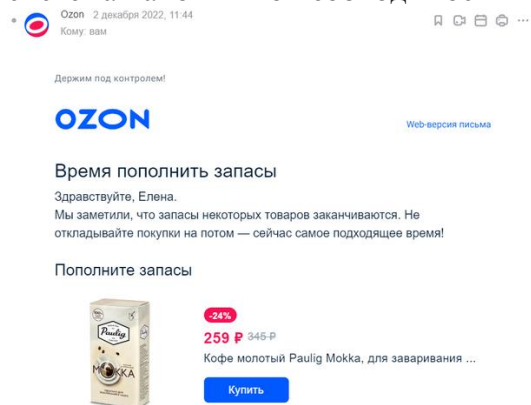 Ozon 2 декабря 2022, 11:44
Кому: вам
Держим под контролем!
OZON
Web-версия письма
Время пополнить запасы
Здравствуйте, Елена.
Мы заметили, что запасы некоторых товаров заканчиваются. Не
откладывайте покупки на потом — сейчас самое подходящее время!
Пополните запасы
-24%
259 ₽ 345 ₽
Кофе молотый Paulig Mokka, для заваривания ...
Paulig
МОККА
Купить